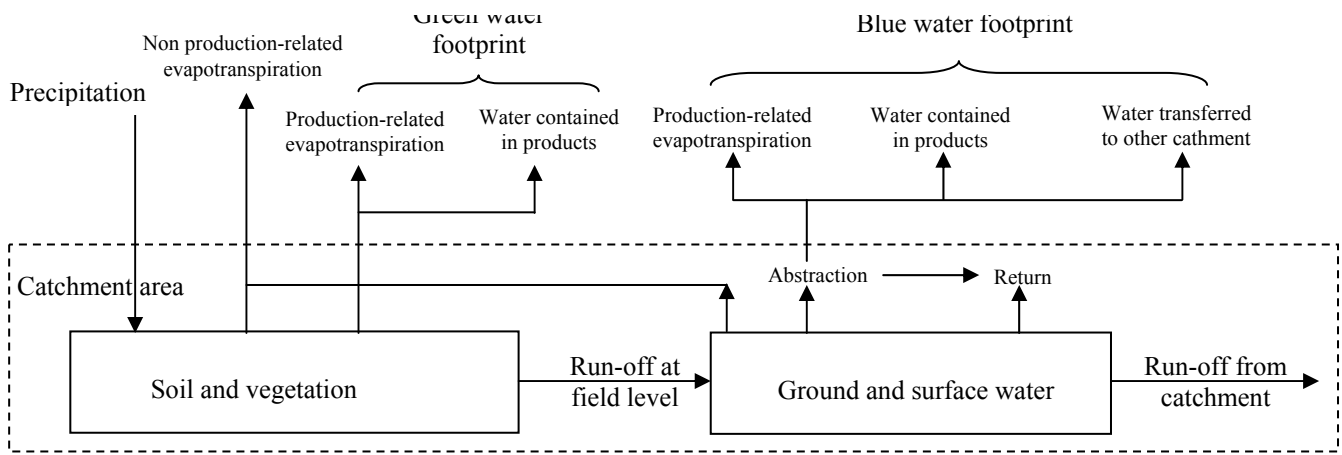 Green water
footprint
Blue water footprint
Non production-related
evapotranspiration
Precipitation
Production-related
evapotranspiration
Water contained
in products
Production-related
evapotranspiration
Water contained
in products
Water transferred
to other cathment
Catchment area
Abstraction
Return
Soil and vegetation
Run-off at
field level
Ground and surface water
Run-off from
catchment